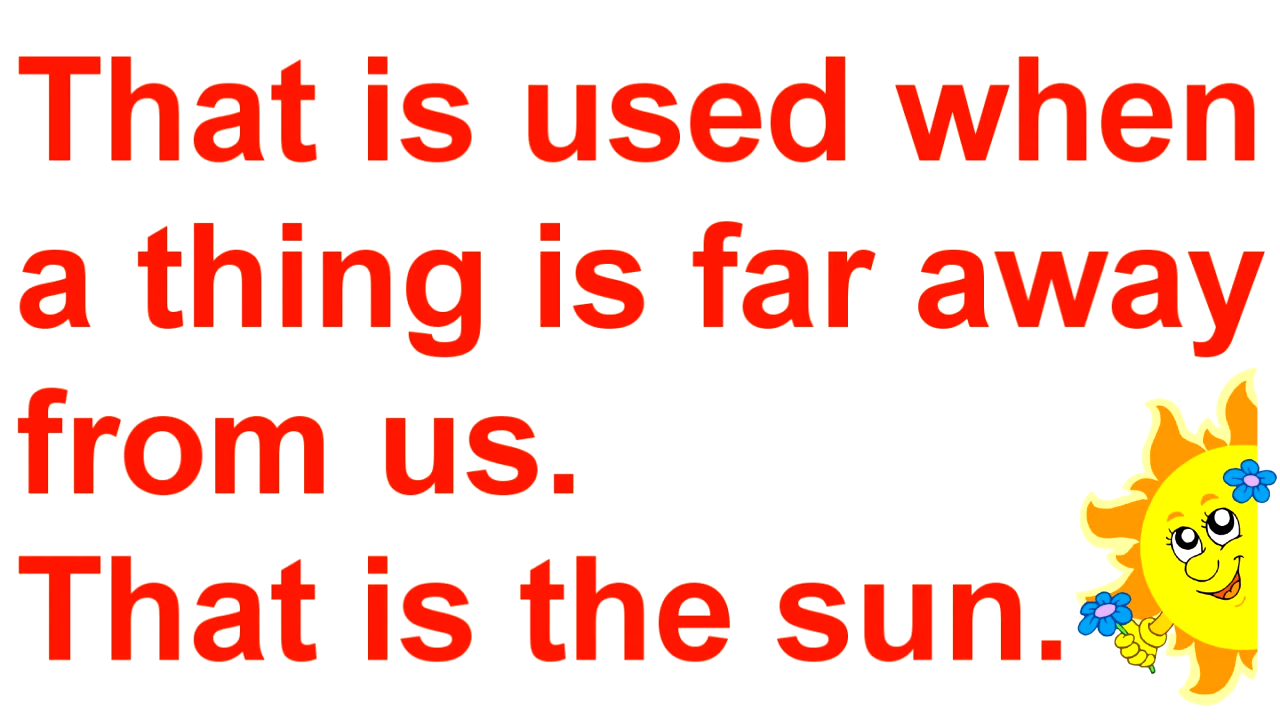 That is used when
a thing is far away
from us.
That is the sun.